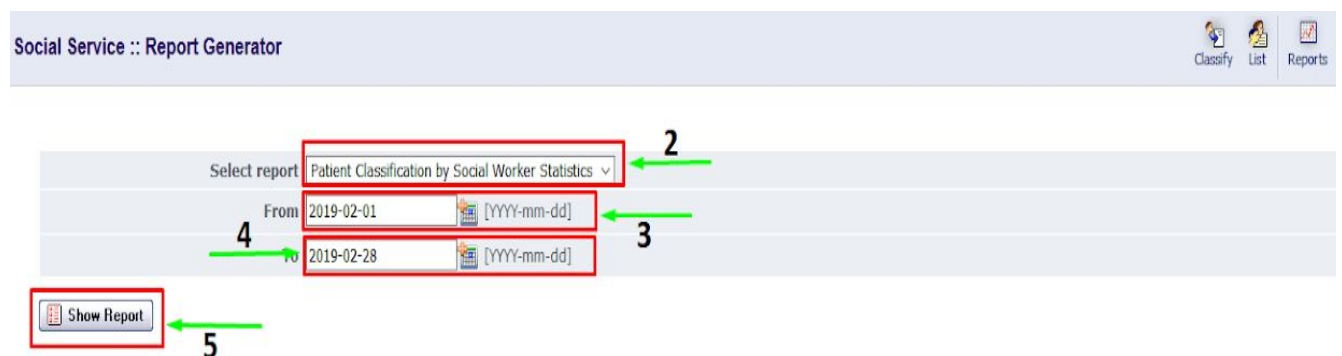 Social Service :: Report Generator
Classify List Reports
2
Select report Patient Classification by Social Worker Statistics
From 2019-02-01 [YYYY-mm-dd]
3
4
To 2019-02-28 [YYYY-mm-dd]
Show Report
5